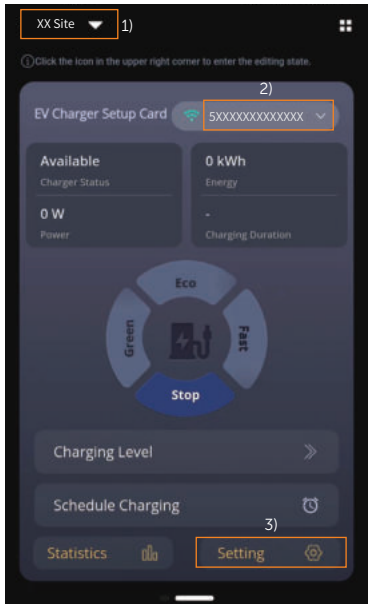 XX Site 1)
Click the icon in the upper right corner to enter the editing state.
2)
EV Charger Setup Card 5XXXXXXXXXXXXX
Available 0 kWh
Charger Status Energy
0 W -
Power Charging Duration
Eco
Green Fast
Stop
Charging Level
Schedule Charging
3)
Statistics Setting